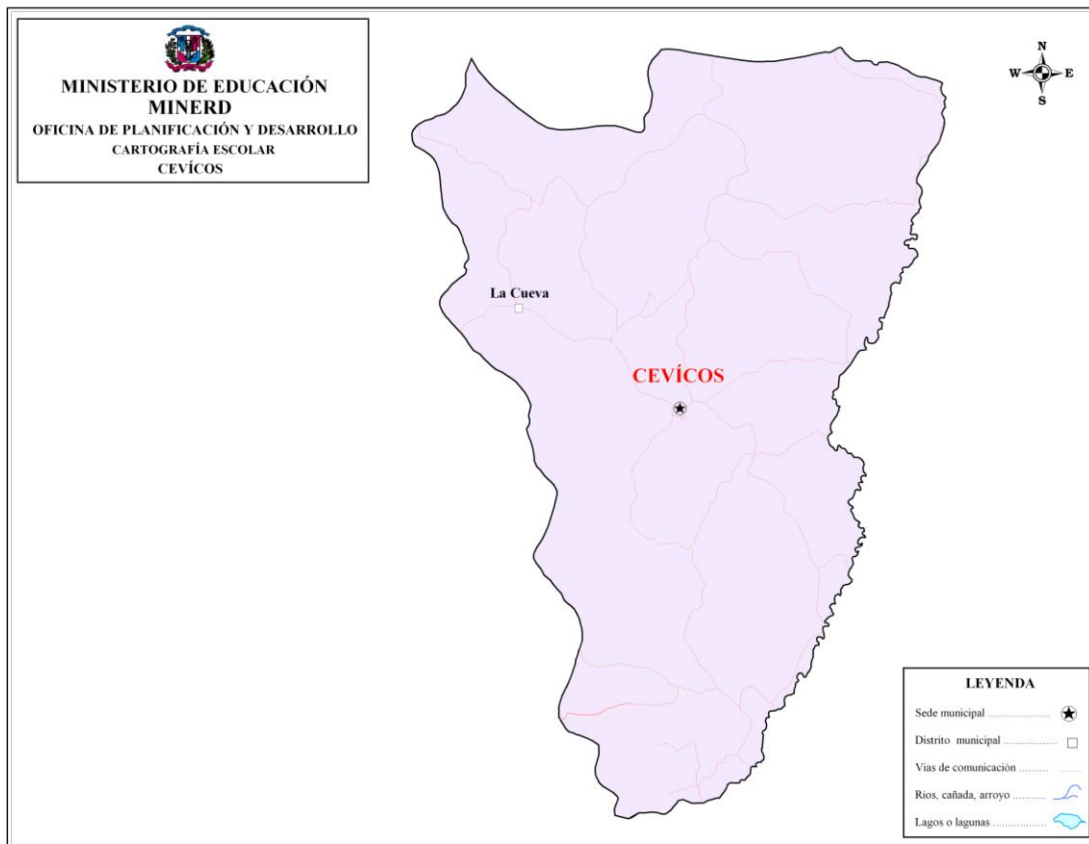 MINISTERIO DE EDUCACIÓN
MINERD
OFICINA DE PLANIFICACIÓN Y DESARROLLO
CARTOGRAFÍA ESCOLAR
CEVÍCOS
N
W E
S
La Cueva
CEVÍCOS
LEYENDA
Sede municipal .....................
Distrito municipal ..................
Vias de comunicación ..........
Rios, cañada, arroyo ...........
Lagos o lagunas ..................